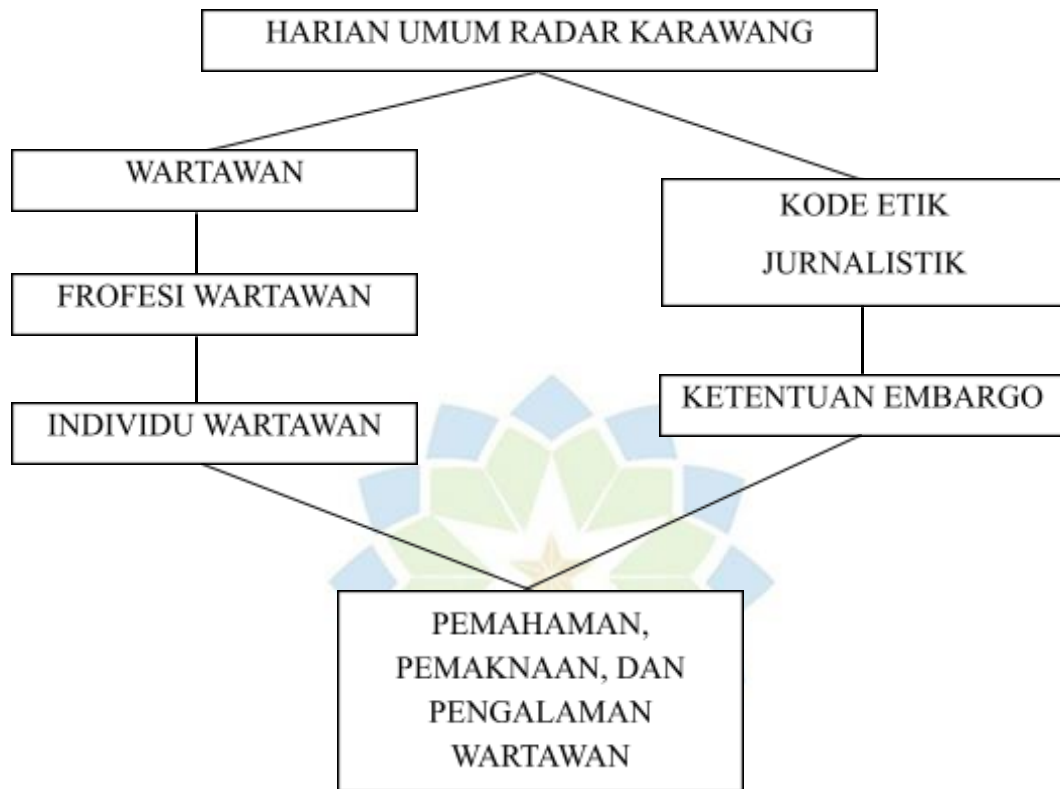 HARIAN UMUM RADAR KARAWANG
WARTAWAN
FROFESI WARTAWAN
INDIVIDU WARTAWAN
KODE ETIK
JURNALISTIK
KETENTUAN EMBARGO
PEMAHAMAN,
PEMAKNAAN, DAN
PENGALAMAN
WARTAWAN